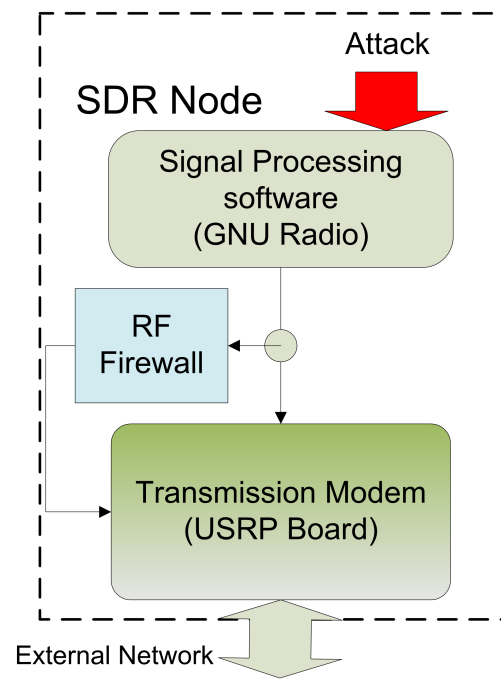 Attack
SDR Node
Signal Processing
software
(GNU Radio)
RF
Firewall
Transmission Modem
(USRP Board)
External Network